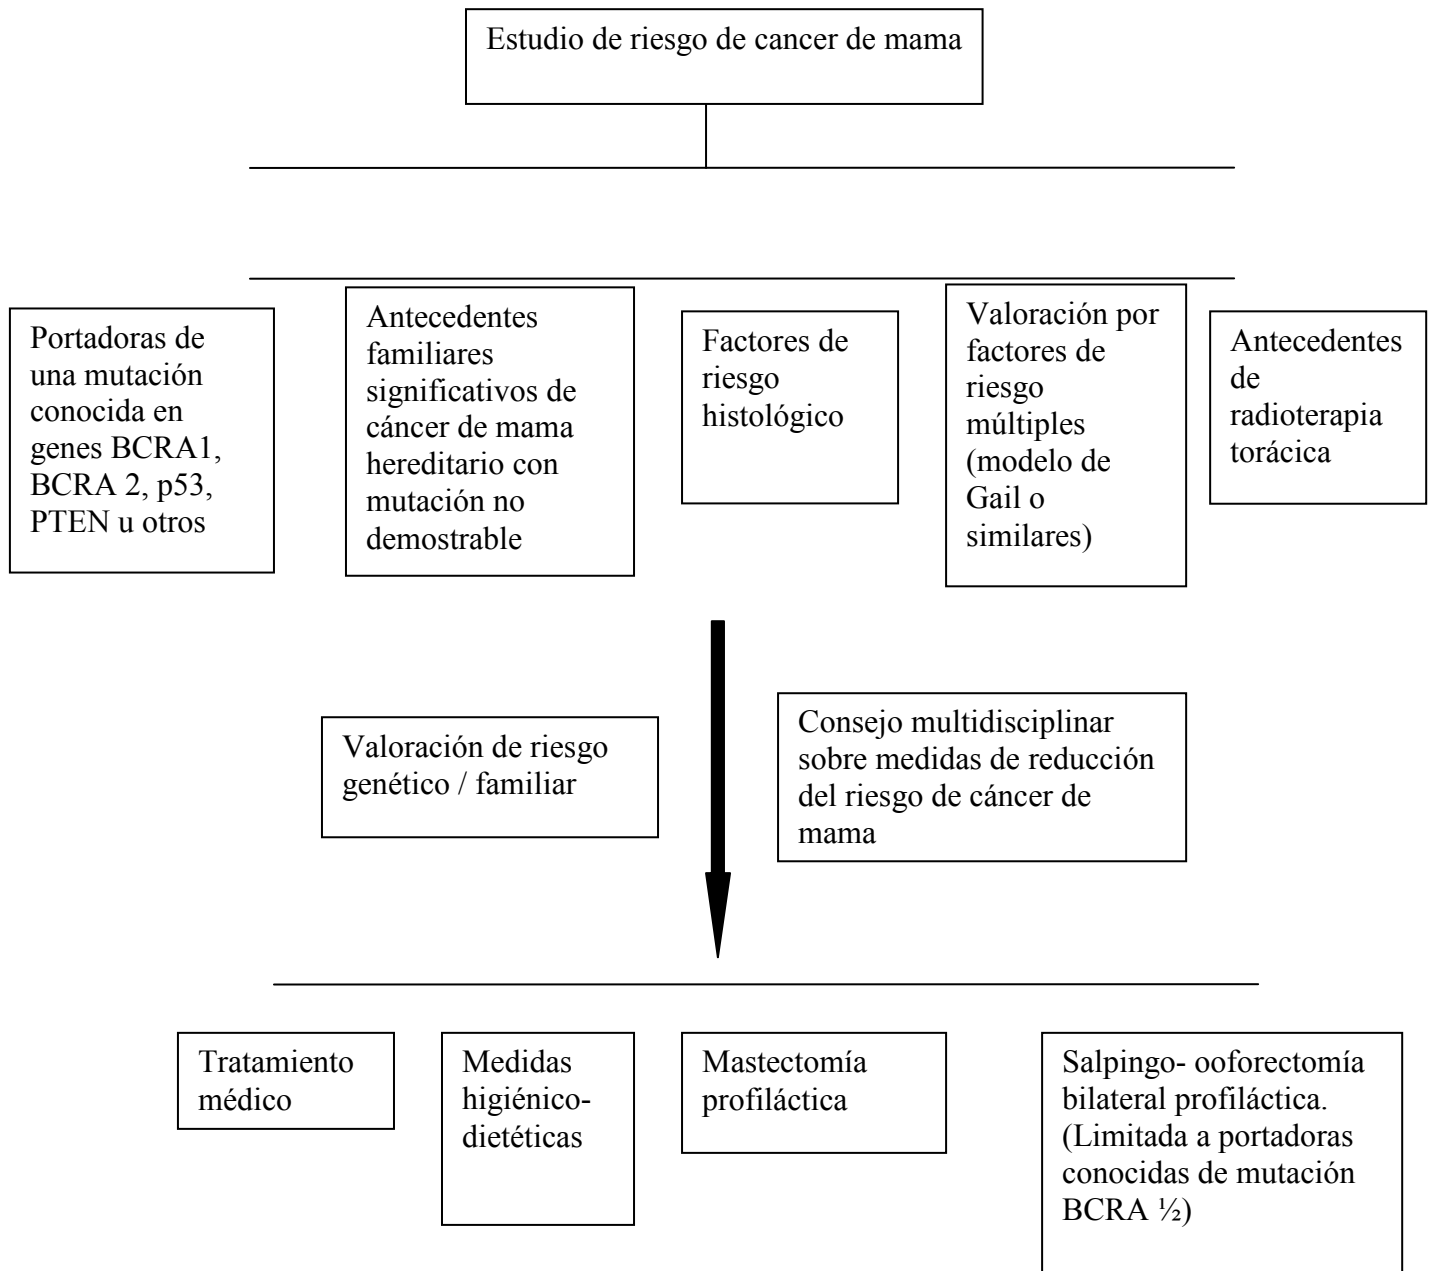 Estudio de riesgo de cancer de mama
Portadoras de
una mutación
conocida en
genes BCRA1,
BCRA 2, p53,
PTEN u otros
Antecedentes
familiares
significativos de
cáncer de mama
hereditario con
mutación no
demostrable
Factores de
riesgo
histológico
Valoración por
factores de
riesgo
múltiples
(modelo de
Gail o
similares)
Antecedentes
de
radioterapia
torácica
Valoración de riesgo
genético / familiar
Consejo multidisciplinar
sobre medidas de reducción
del riesgo de cáncer de
mama
Tratamiento
médico
Medidas
higiénico-
dietéticas
Mastectomía
profiláctica
Salpingo- ooforectomía
bilateral profiláctica.
(Limitada a portadoras
conocidas de mutación
BCRA ½)